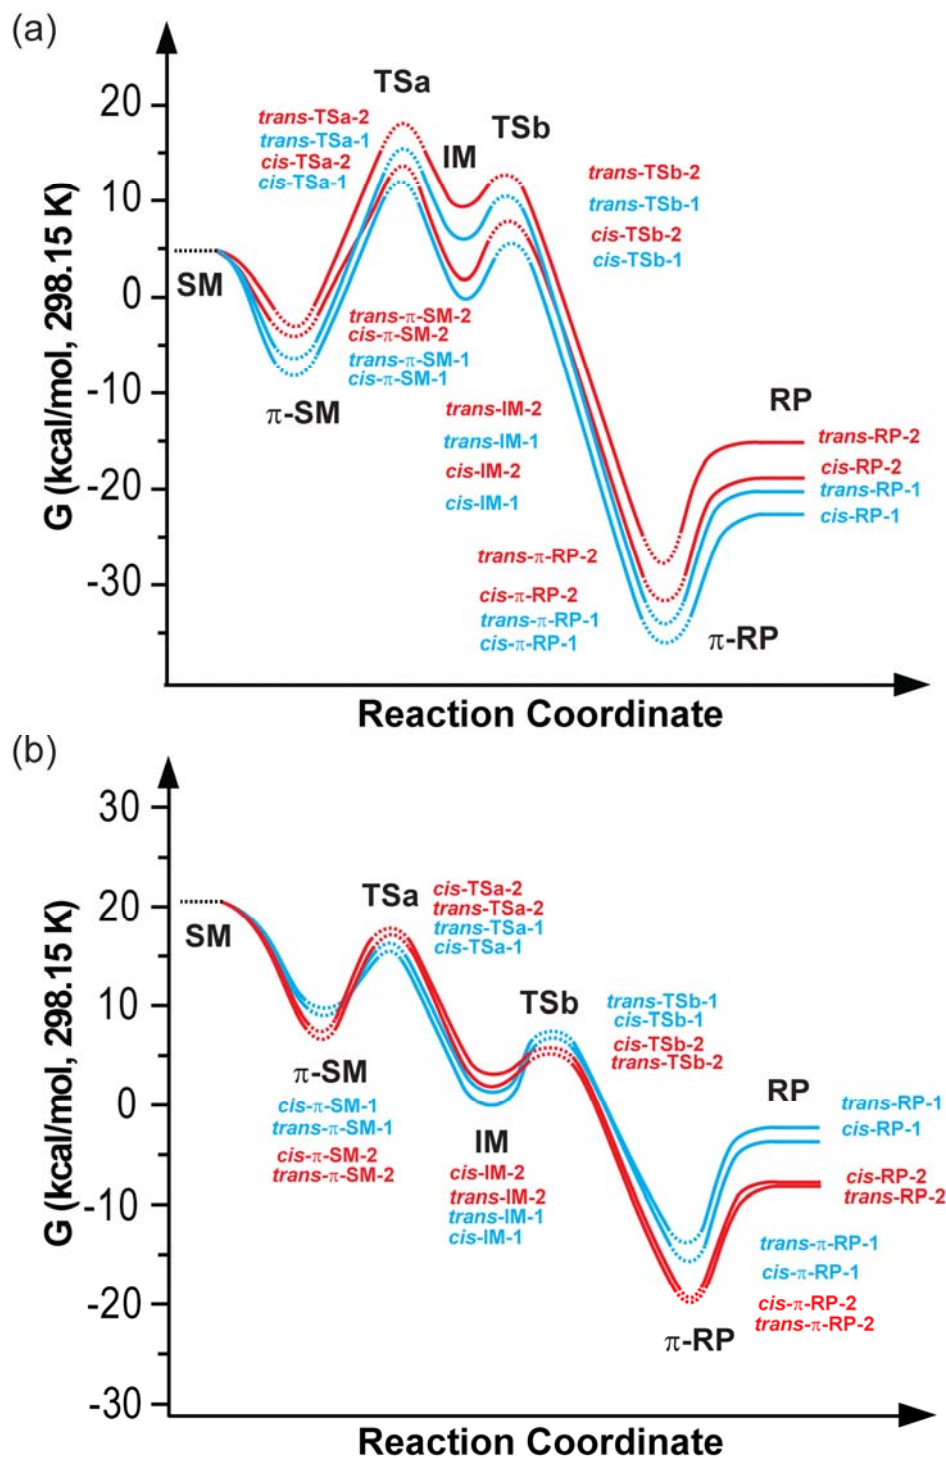 (a)
TSa
20
trans-TSa-2
trans-TSa-1
cis-TSa-2
cis-TSa-1
IM
TSb
trans-TSb-2
trans-TSb-1
cis-TSb-2
cis-TSb-1
10
SM
0
trans-π-SM-2
cis-π-SM-2
trans-π-SM-1
cis-π-SM-1
-10
π-SM
trans-IM-2
trans-IM-1
cis-IM-2
cis-IM-1
RP
trans-RP-2
cis-RP-2
trans-RP-1
cis-RP-1
-20
trans-π-RP-2
cis-π-RP-2
trans-π-RP-1
cis-π-RP-1
-30
π-RP
G (kcal/mol, 298.15 K)
Reaction Coordinate
(b)
30
20
SM
TSa
cis-TSa-2
trans-TSa-2
trans-TSa-1
cis-TSa-1
10
TSb
trans-TSb-1
cis-TSb-1
cis-TSb-2
trans-TSb-2
π-SM
cis-π-SM-1
trans-π-SM-1
cis-π-SM-2
trans-π-SM-2
0
IM
cis-IM-2
trans-IM-2
trans-IM-1
cis-IM-1
RP
trans-RP-1
cis-RP-1
cis-RP-2
trans-RP-2
-10
trans-π-RP-1
cis-π-RP-1
cis-π-RP-2
trans-π-RP-2
-20
π-RP
-30
G (kcal/mol, 298.15 K)
Reaction Coordinate